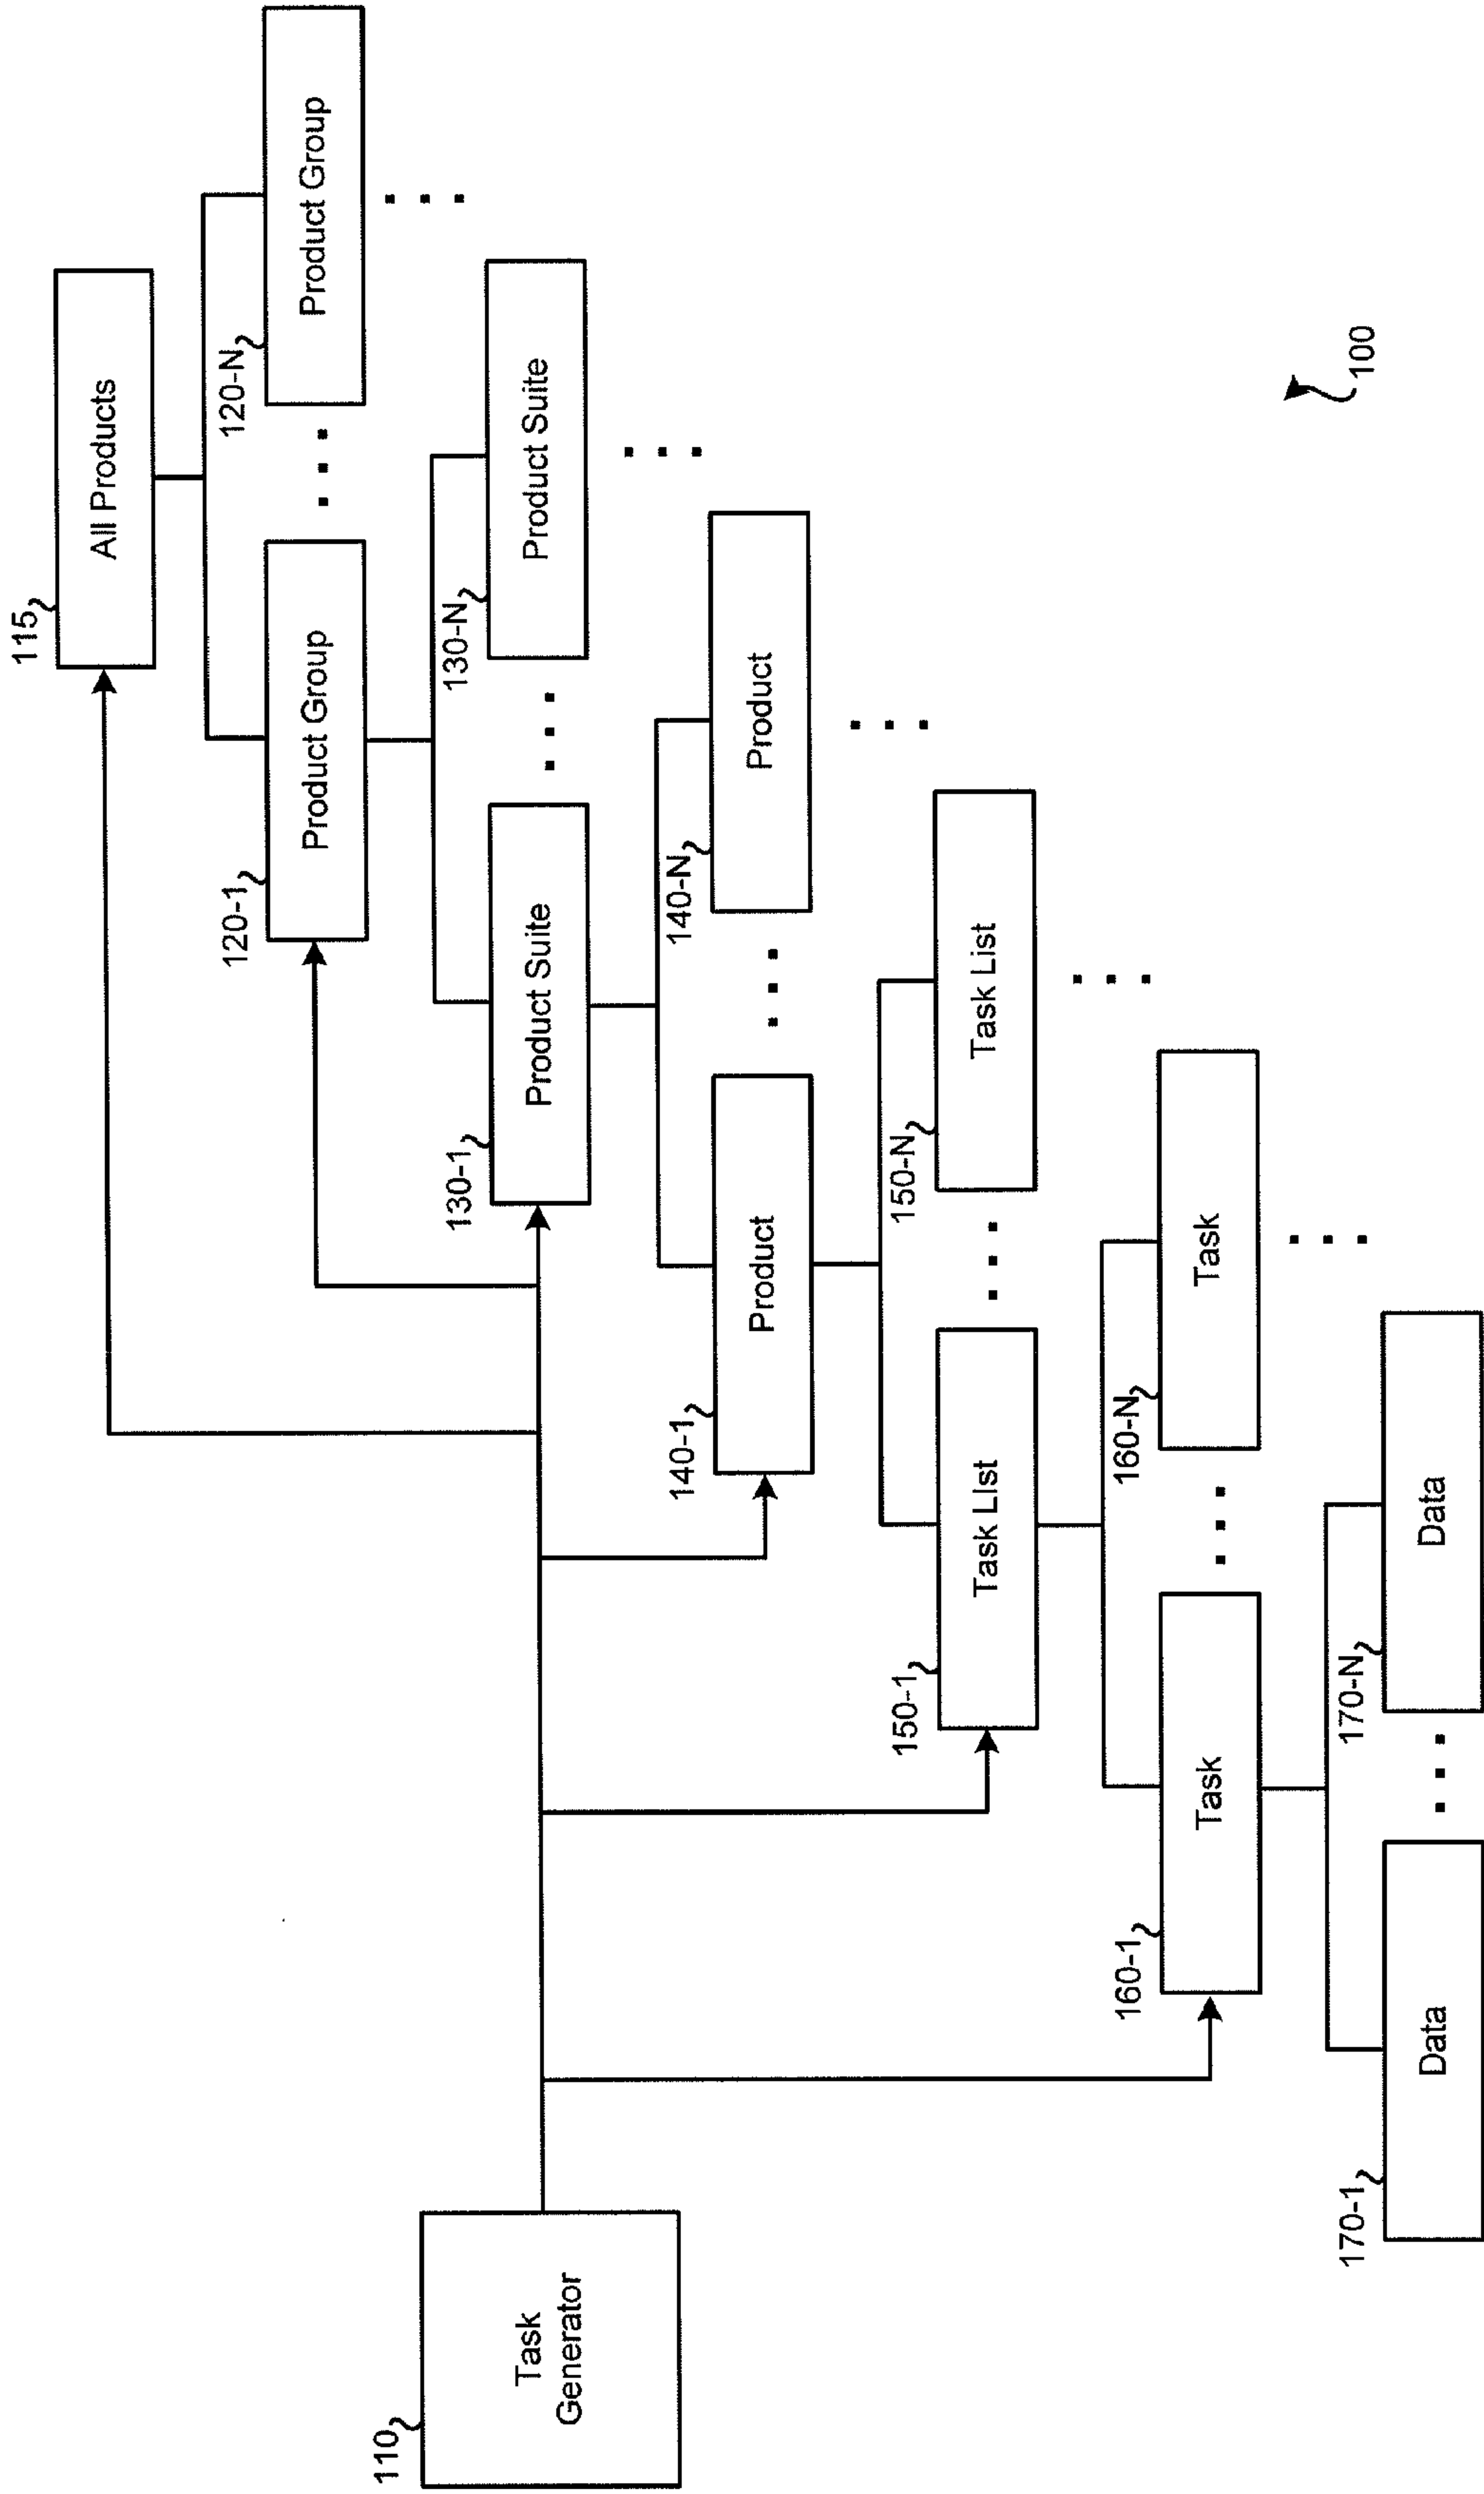 115
All Products
120-1
Product Group
120-N
Product Group
130-1
Product Suite
130-N
Product Suite
110
Task
Generator
140-1
Product
140-N
Product
150-1
Task LIst
150-N
Task List
160-1
Task
160-N
Task
170-1
Data
170-N
Data
100